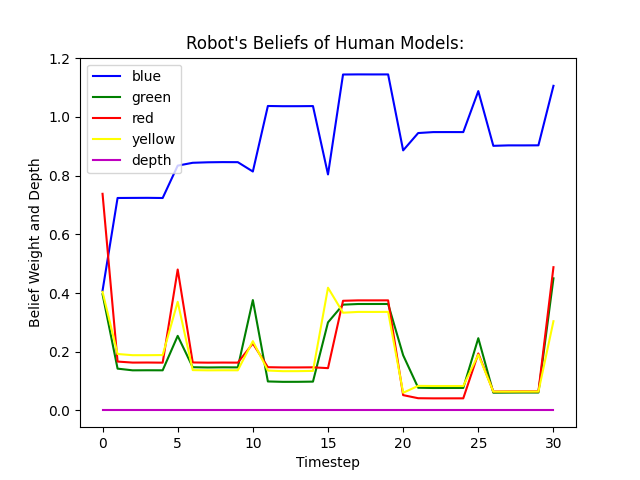 Robot's Beliefs of Human Models:
1.2
1.0
0.8
0.6
0.4
0.2
0.0
Belief Weight and Depth
blue
green
red
yellow
depth
0 5 10 15 20 25 30
Timestep